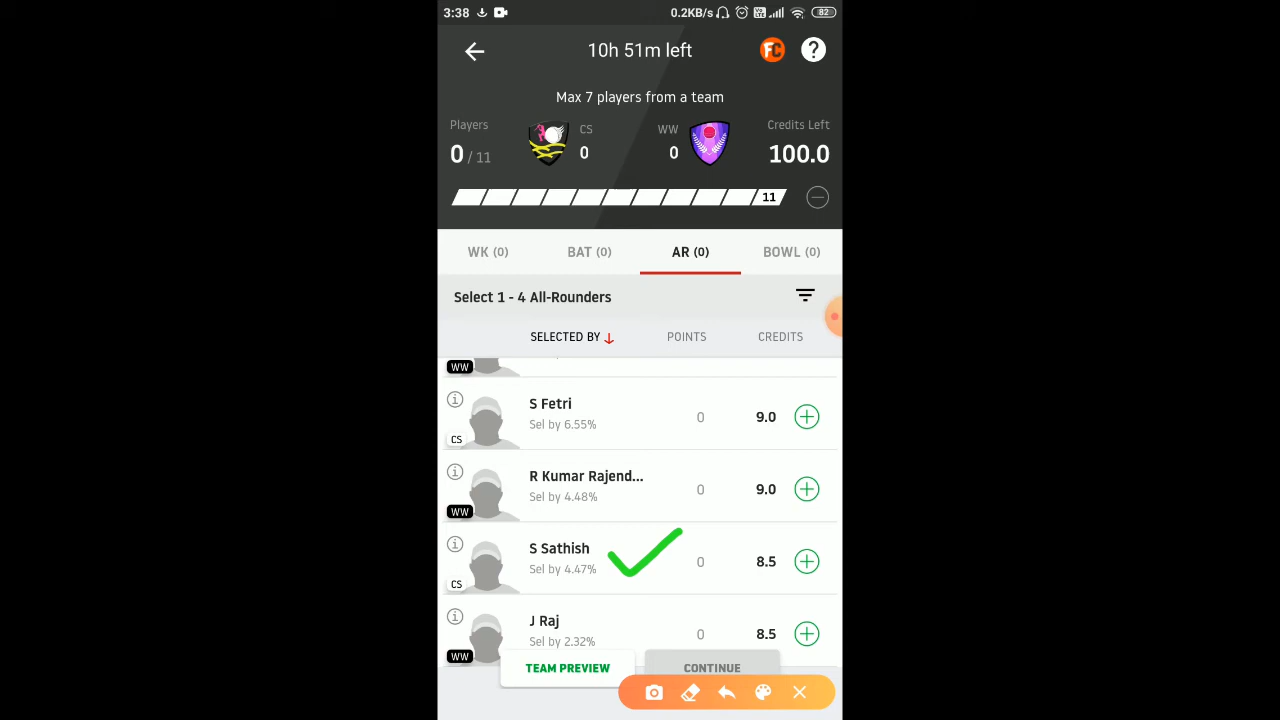 3:38 0.2KB/s 82
10h 51m left FC ?
Max 7 players from a team
Players CS WW Credits Left
0 / 11 0 0 100.0
11
WK (0) BAT (0) AR (0) BOWL (0)
Select 1 - 4 All-Rounders
SELECTED BY POINTS CREDITS
WW
S Fetri
Sel by 6.55% 0 9.0
CS
R Kumar Rajend...
Sel by 4.48% 0 9.0
WW
S Sathish
Sel by 4.47% 0 8.5
CS
J Raj
Sel by 2.32% 0 8.5
WW
TEAM PREVIEW CONTINUE